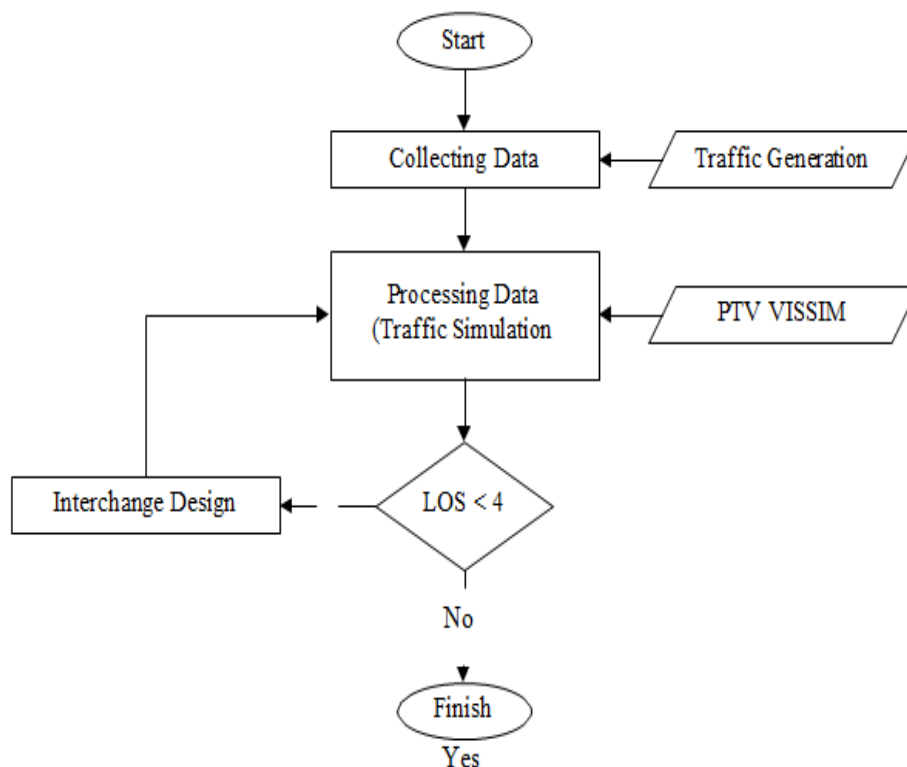 Start
Collecting Data
Traffic Generation
Processing Data
(Traffic Simulation
PTV VISSIM
Interchange Design
LOS < 4
No
Finish
Yes